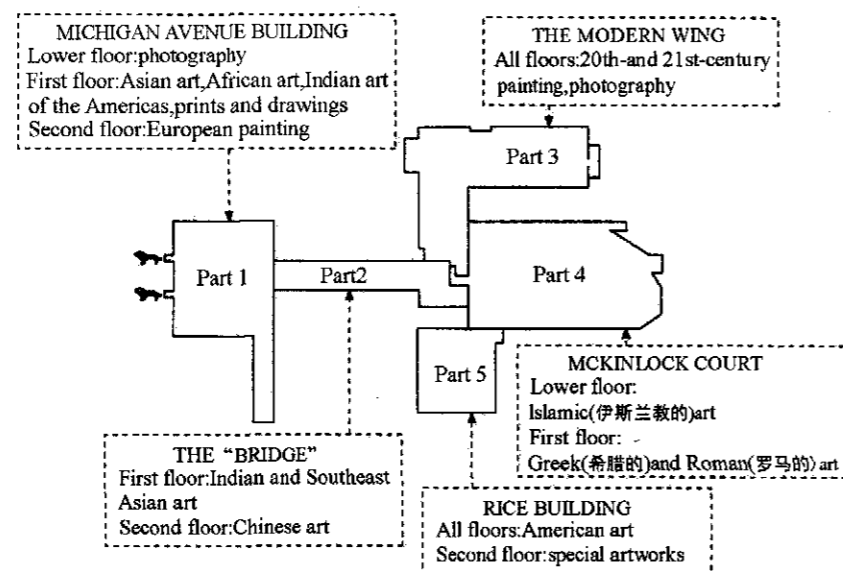 MICHIGAN AVENUE BUILDING
Lower floor:photography
First floor:Asian art,African art,Indian art
of the Americas,prints and drawings
Second floor:European painting
THE MODERN WING
All floors:20th-and 21st-century
painting,photography
Part 3
Part 1
Part2
Part 4
Part 5
MCKINLOCK COURT
Lower floor:
Islamic(伊斯兰教的)art
First floor:
Greek(希腊的)and Roman(罗马的)art
THE “BRIDGE”
First floor:Indian and Southeast
Asian art
Second floor:Chinese art
RICE BUILDING
All floors:American art
Second floor:special artworks